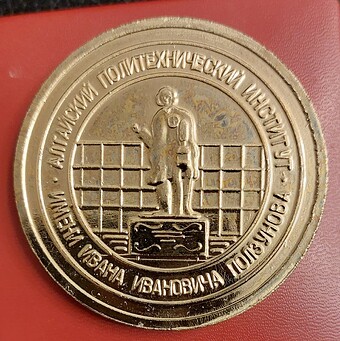 АЛТАЙСКИЙ ПОЛИТЕХНИЧЕСКИЙ ИНСТИТУТ
ИМЕНИ ИВАНА ИВАНОВИЧА ПОЛЗУНОВА